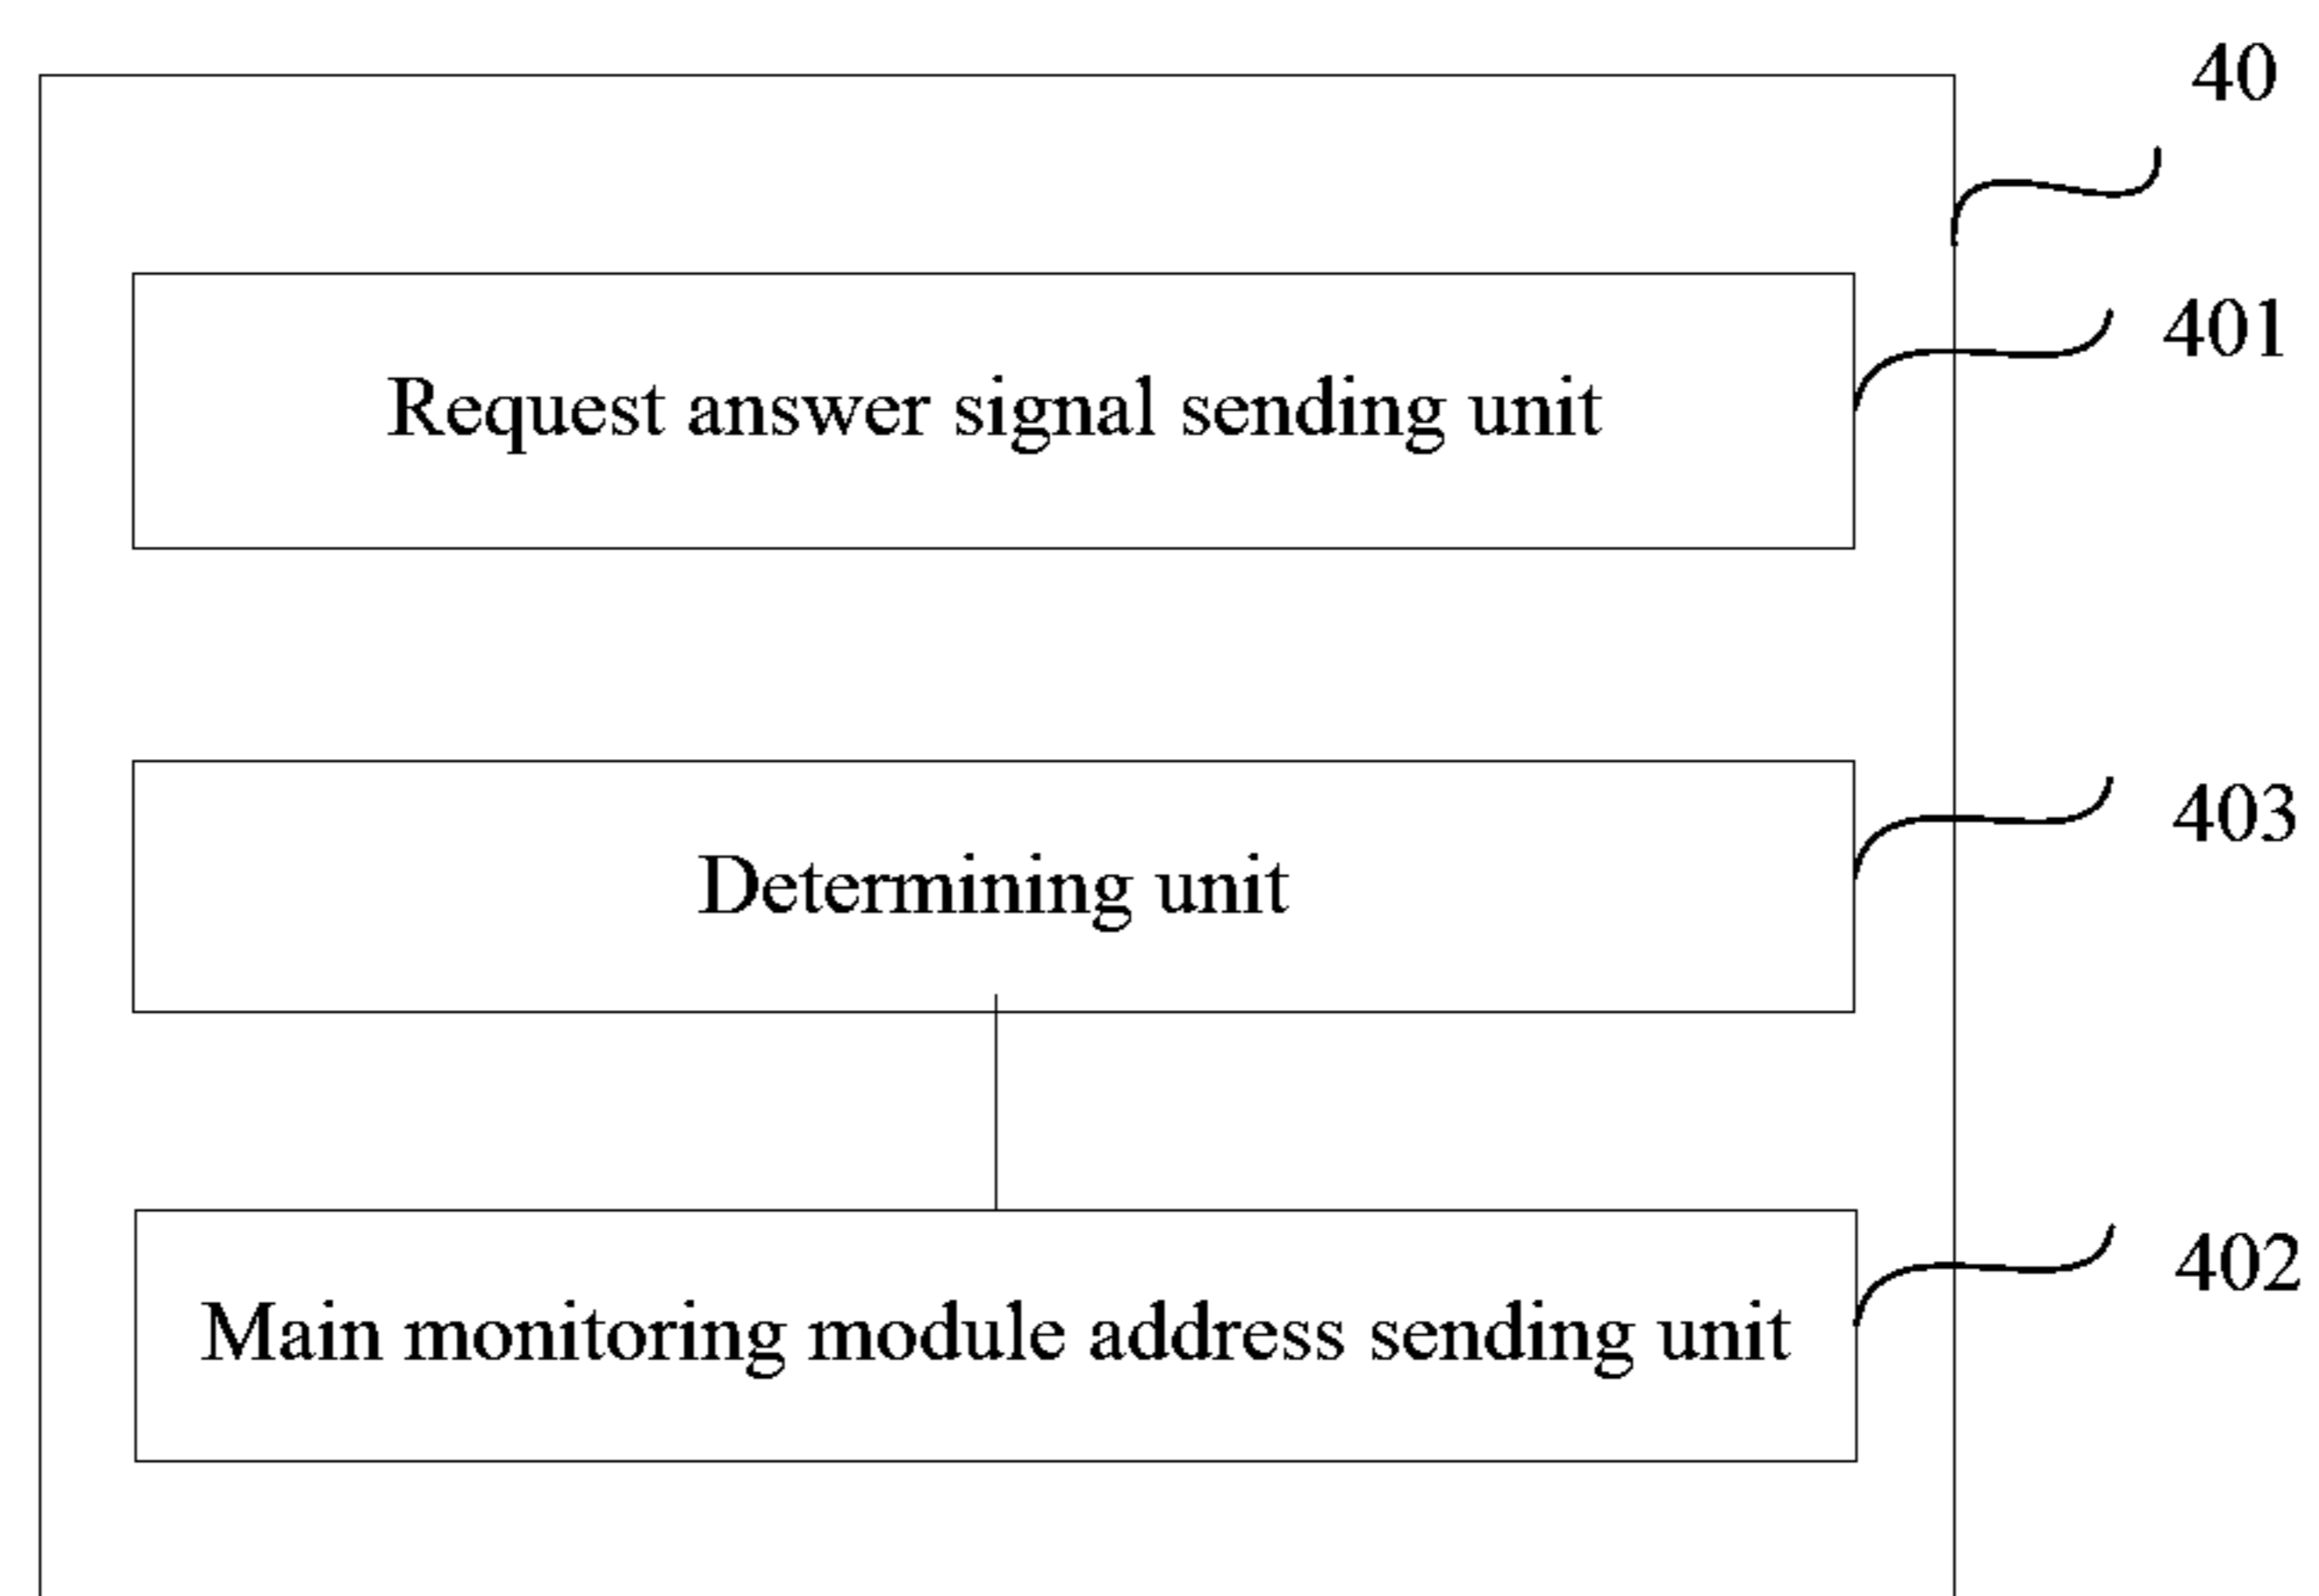 40
401
Request answer signal sending unit
403
Determining unit
402
Main monitoring module address sending unit